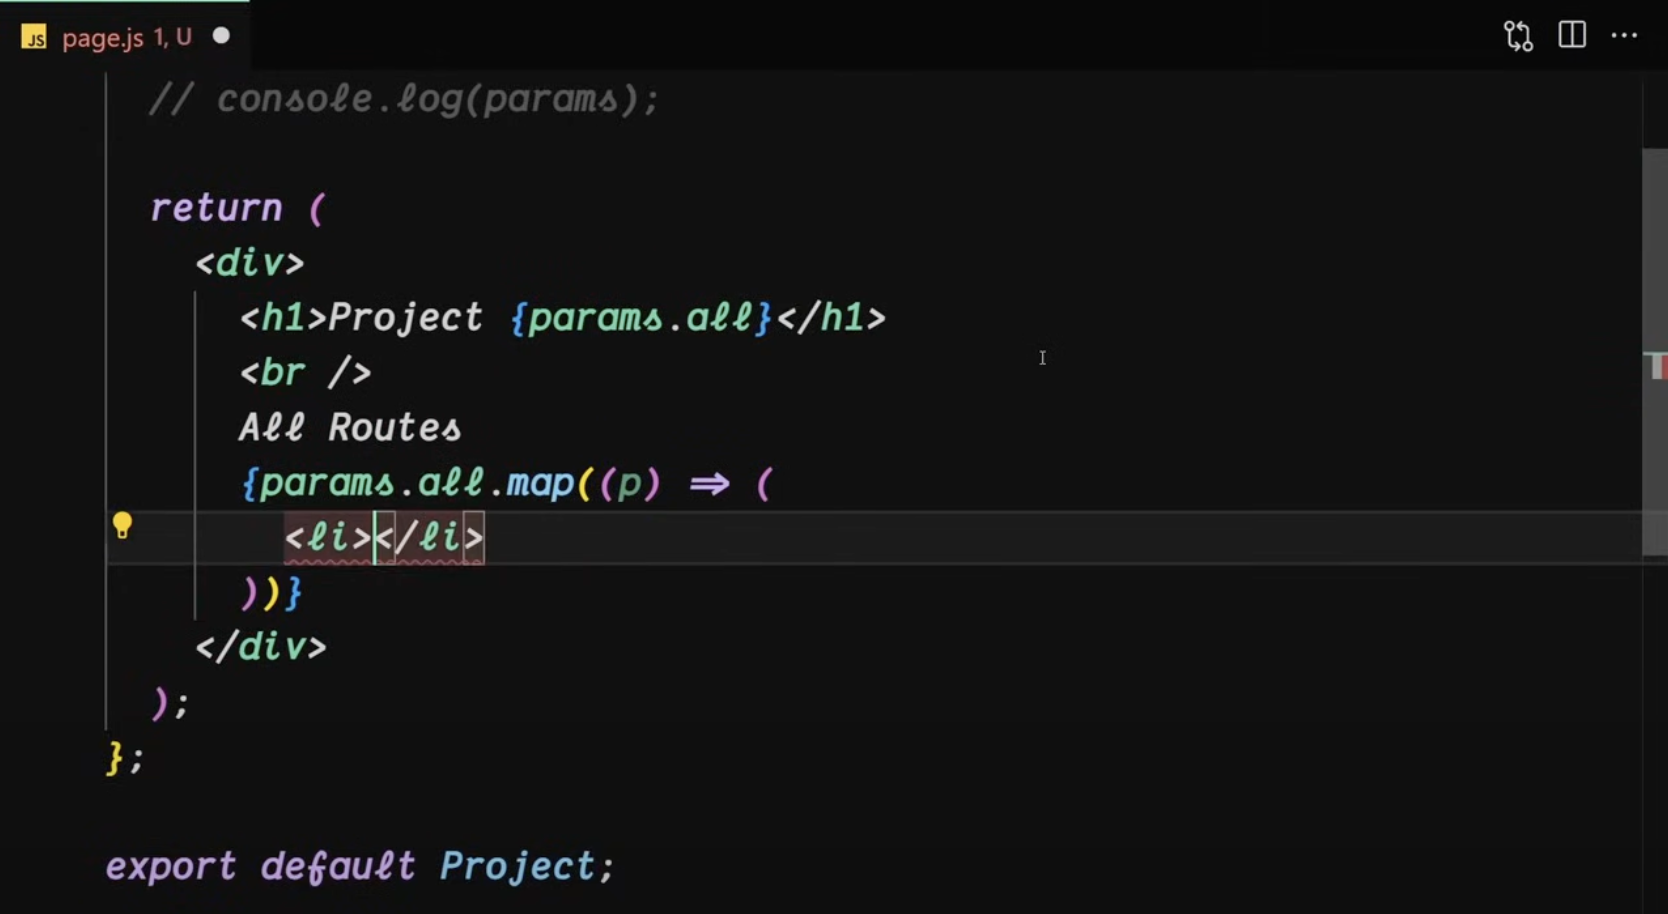 JS page.js 1, U
// console.log(params);
return (
<div>
<h1>Project {params.all}</h1>
<br />
All Routes
{params.all.map((p) => (
<li></li>
))}
</div>
);
};
export default Project;